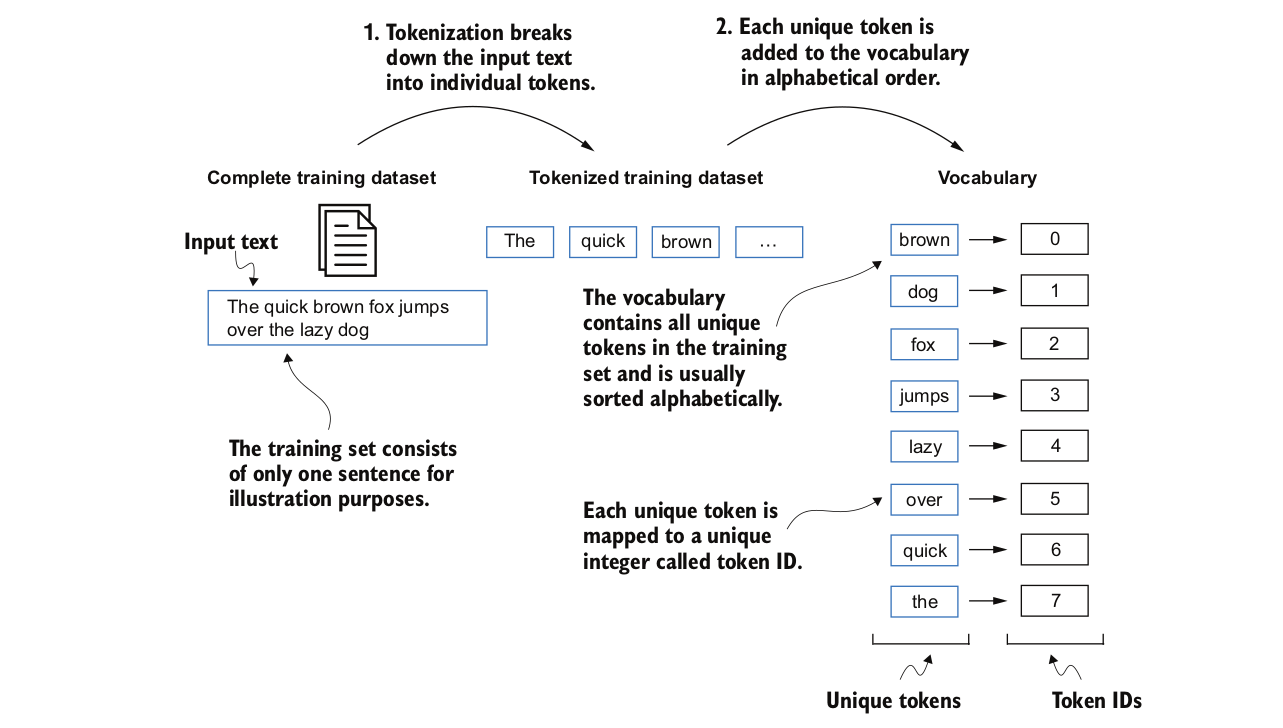 1. Tokenization breaks
down the input text
into individual tokens.
2. Each unique token is
added to the vocabulary
in alphabetical order.
Complete training dataset
Tokenized training dataset
Vocabulary
Input text
The quick brown fox jumps
over the lazy dog
The training set consists
of only one sentence for
illustration purposes.
The quick brown …
The vocabulary
contains all unique
tokens in the training
set and is usually
sorted alphabetically.
Each unique token is
mapped to a unique
integer called token ID.
brown 0
dog 1
fox 2
jumps 3
lazy 4
over 5
quick 6
the 7
Unique tokens
Token IDs